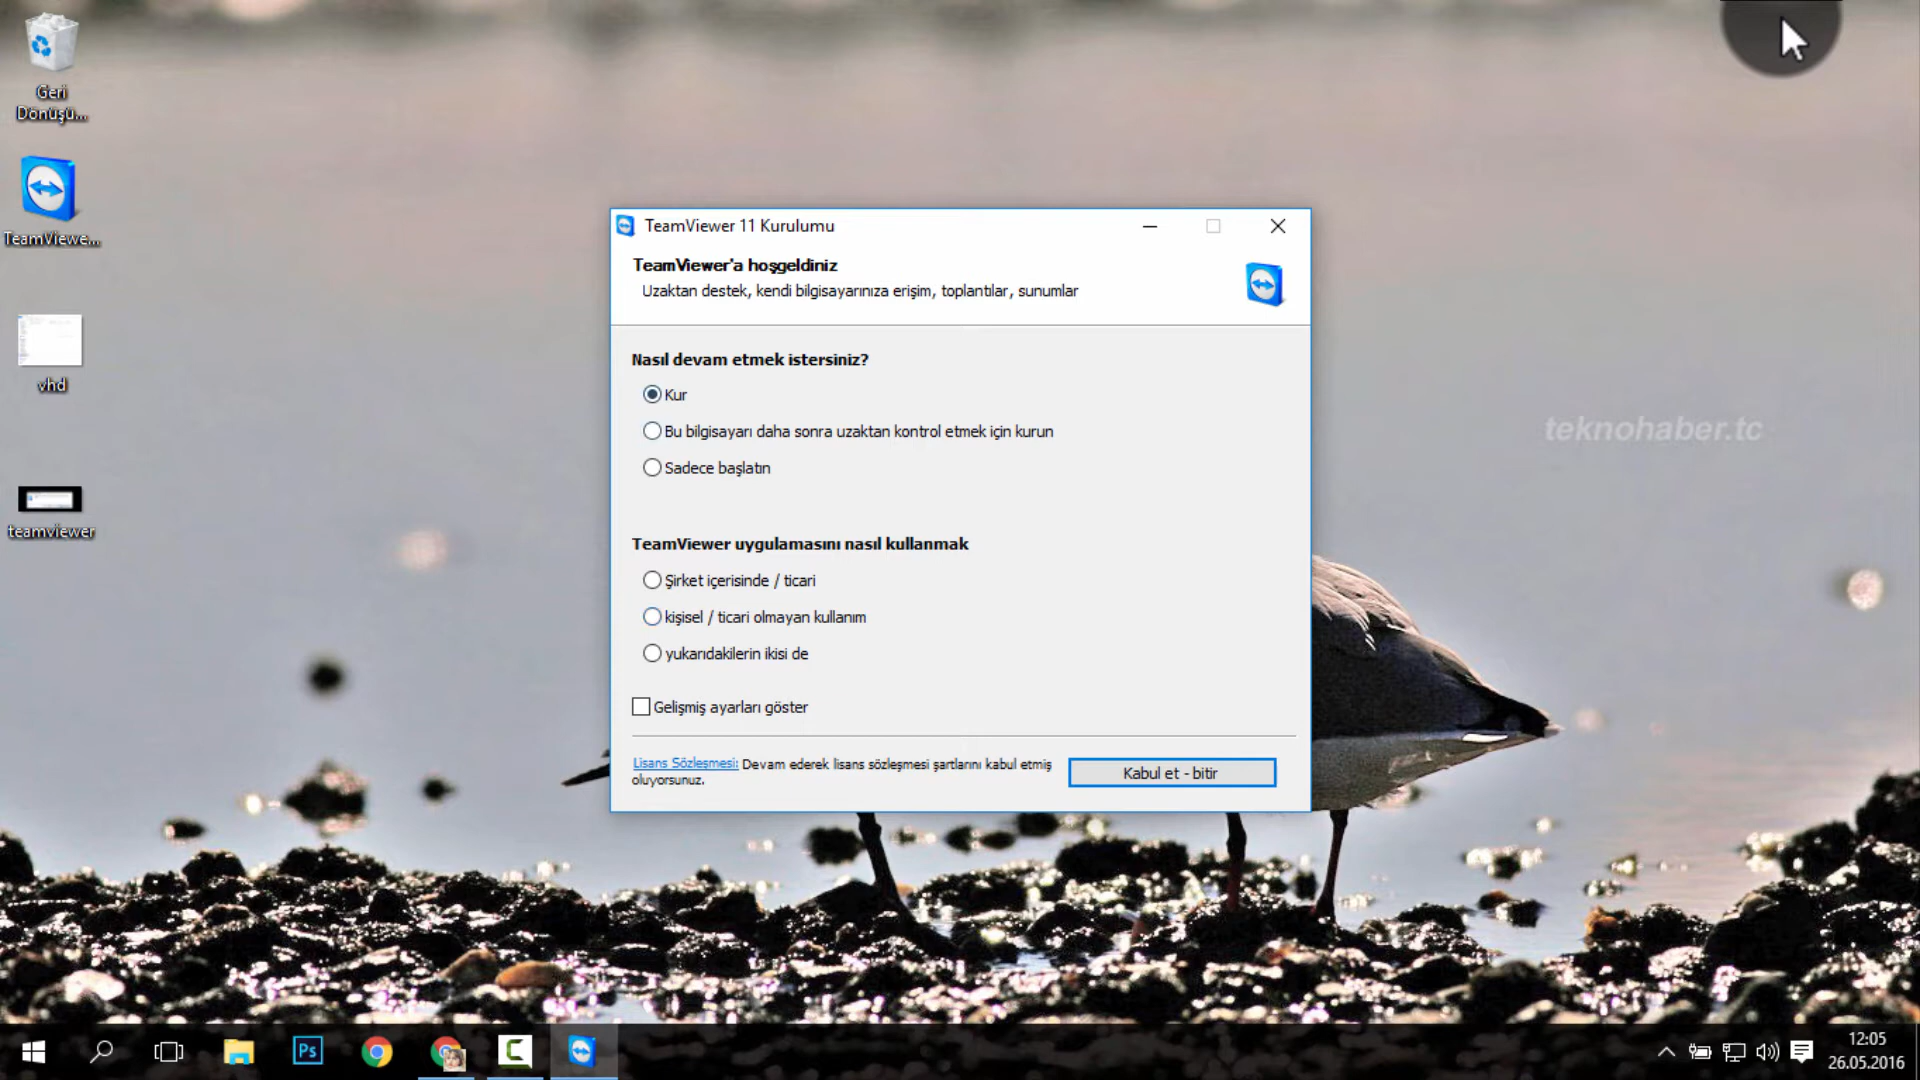 Geri
Dönüşü...
TeamViewe...
vhd
teamviewer
TeamViewer 11 Kurulumu
TeamViewer'a hoşgeldiniz
Uzaktan destek, kendi bilgisayarınıza erişim, toplantılar, sunumlar
Nasıl devam etmek istersiniz?
Kur
Bu bilgisayarı daha sonra uzaktan kontrol etmek için kurun
Sadece başlatın
TeamViewer uygulamasını nasıl kullanmak
Şirket içerisinde / ticari
kişisel / ticari olmayan kullanım
yukarıdakilerin ikisi de
Gelişmiş ayarları göster
Lisans Sözleşmesi: Devam ederek lisans sözleşmesi şartlarını kabul etmiş
oluyorsunuz.
Kabul et - bitir
teknohaber.tc
Ps
12:05
26.05.2016